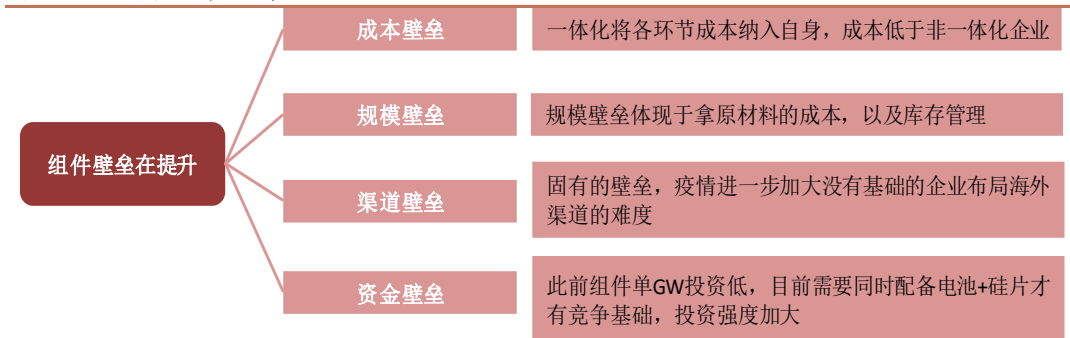 成本壁垒
一体化将各环节成本纳入自身，成本低于非一体化企业
规模壁垒
规模壁垒体现于拿原材料的成本，以及库存管理
组件壁垒在提升
渠道壁垒
固有的壁垒，疫情进一步加大没有基础的企业布局海外
渠道的难度
资金壁垒
此前组件单GW投资低，目前需要同时配备电池+硅片才
有竞争基础，投资强度加大